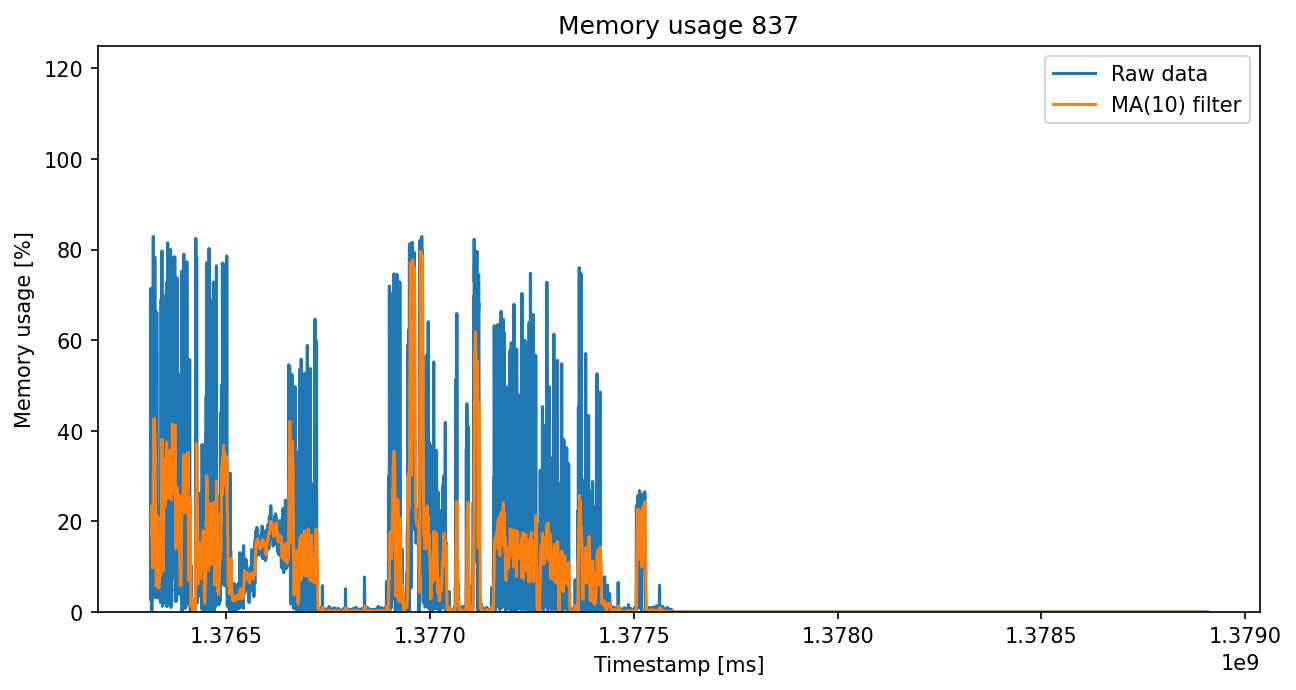 Memory usage 837
Raw data
MA(10) filter
Memory usage [%]
120
100
80
60
40
20
0
1.3765 1.3770 1.3775 1.3780 1.3785 1.3790
1e9
Timestamp [ms]